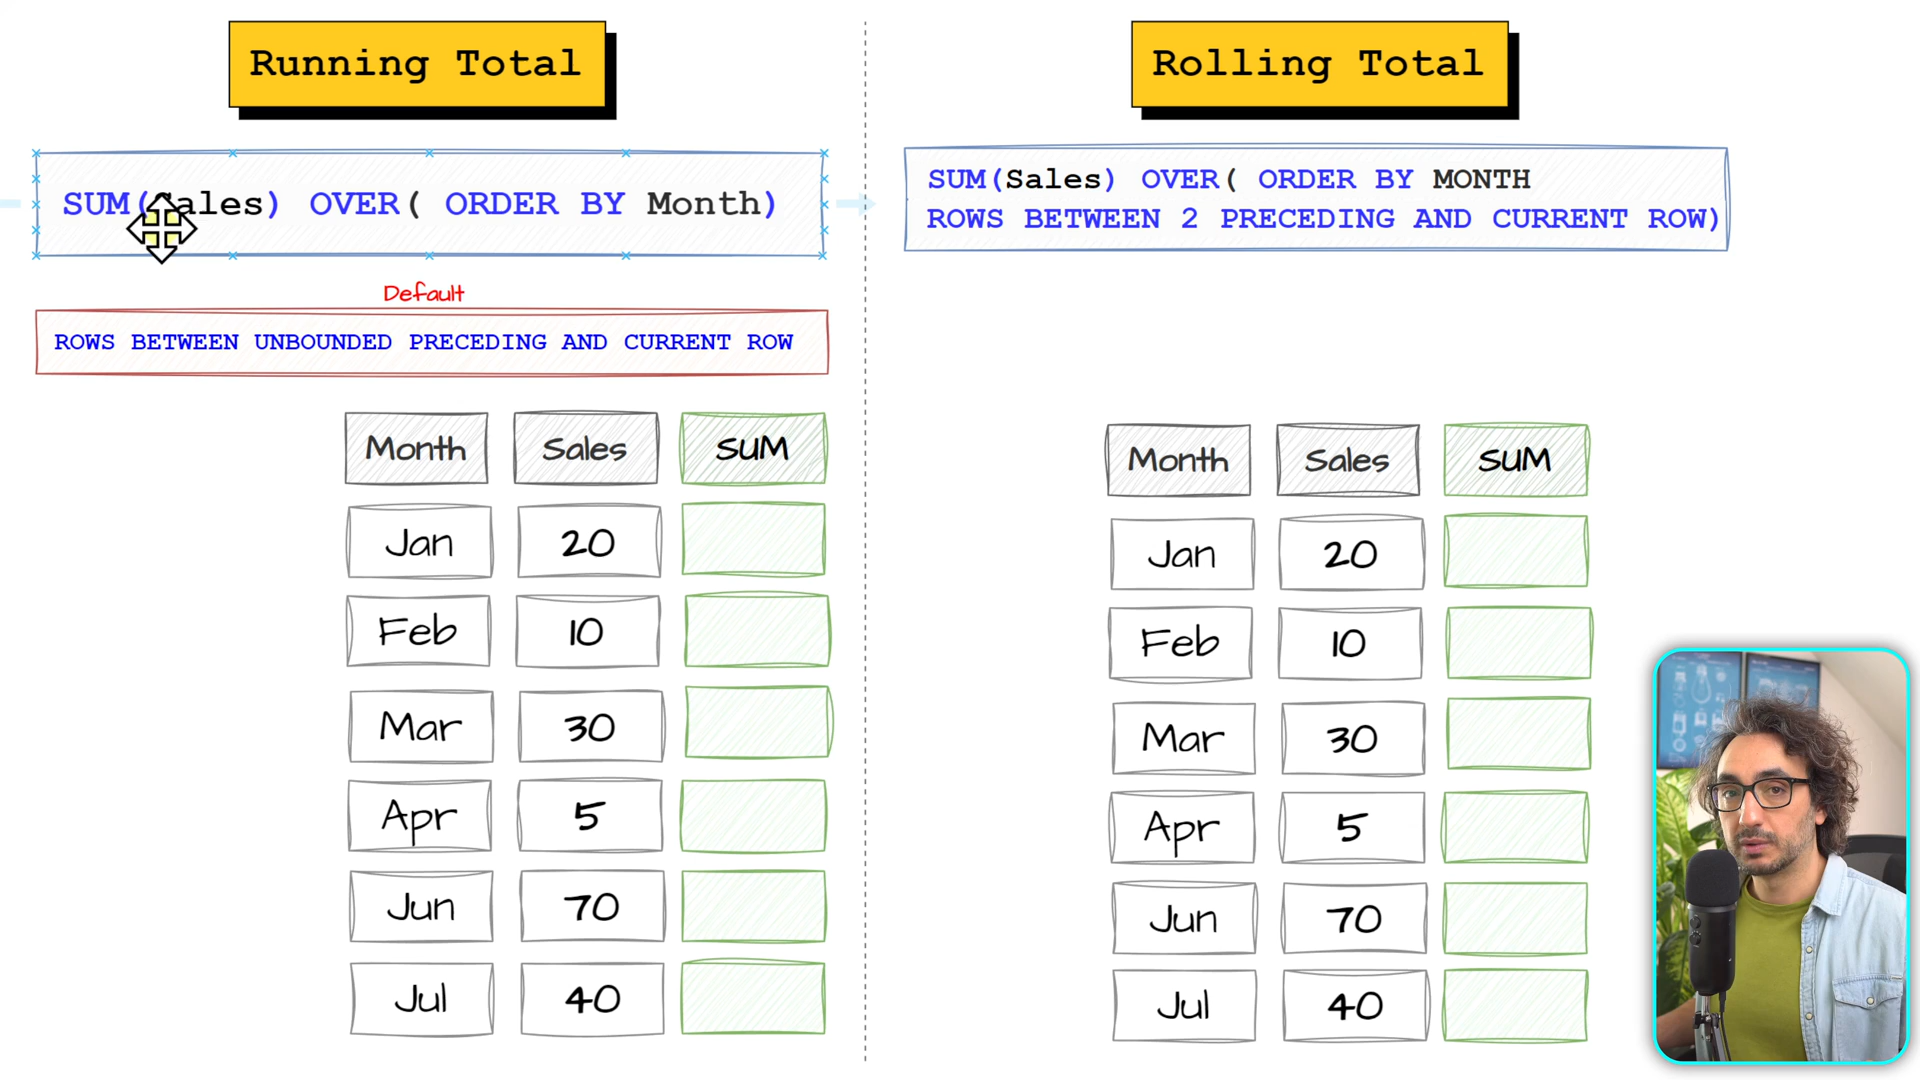 Running Total
SUM(Sales) OVER( ORDER BY Month)
Default
ROWS BETWEEN UNBOUNDED PRECEDING AND CURRENT ROW
Month Sales SUM
Jan 20
Feb 10
Mar 30
Apr 5
Jun 70
Jul 40
Rolling Total
SUM(Sales) OVER( ORDER BY MONTH
ROWS BETWEEN 2 PRECEDING AND CURRENT ROW)
Month Sales SUM
Jan 20
Feb 10
Mar 30
Apr 5
Jun 70
Jul 40